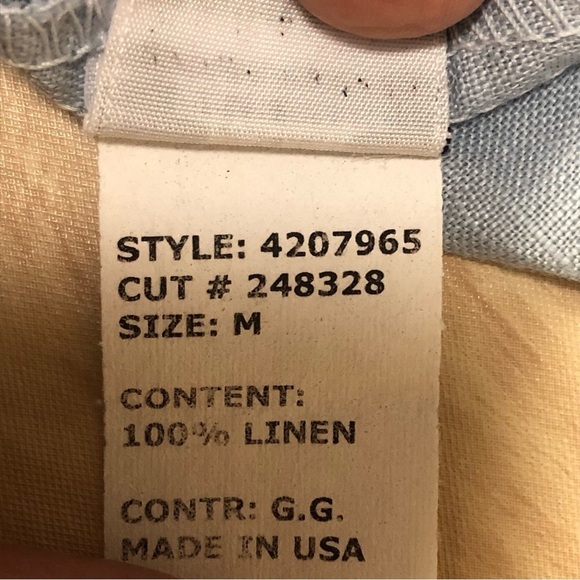 STYLE: 4207965
CUT # 248328
SIZE: M
CONTENT:
100% LINEN
CONTR: G.G.
MADE IN USA